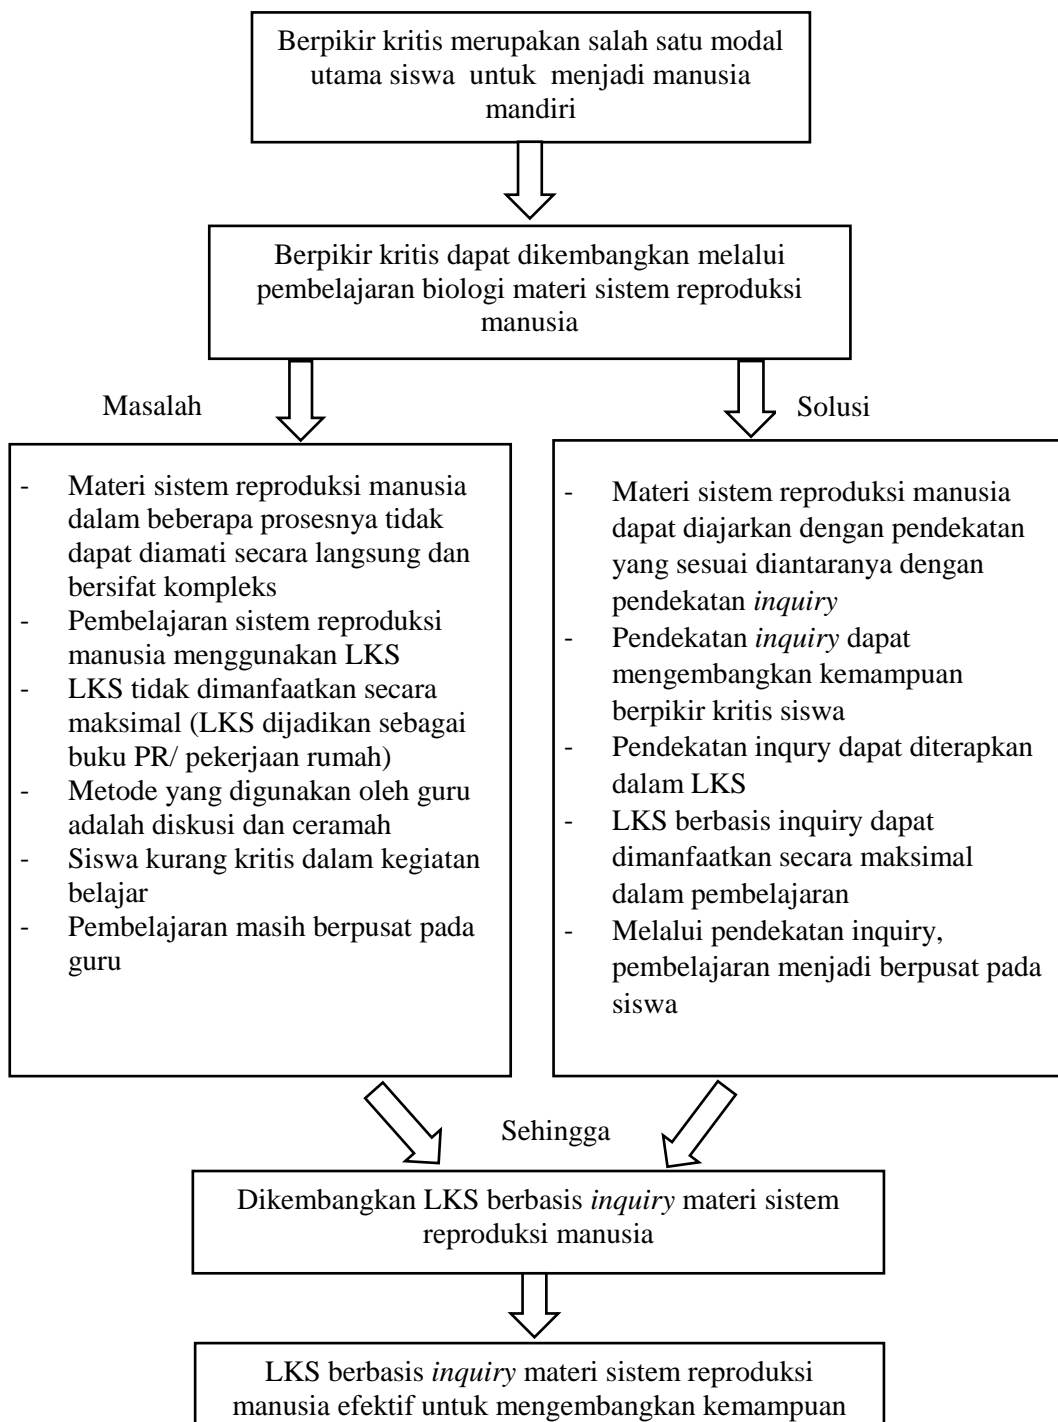 Berpikir kritis merupakan salah satu modal
utama siswa untuk menjadi manusia
mandiri
Berpikir kritis dapat dikembangkan melalui
pembelajaran biologi materi sistem reproduksi
manusia
Masalah
Solusi
- Materi sistem reproduksi manusia
dalam beberapa prosesnya tidak
dapat diamati secara langsung dan
bersifat kompleks
- Pembelajaran sistem reproduksi
manusia menggunakan LKS
- LKS tidak dimanfaatkan secara
maksimal (LKS dijadikan sebagai
buku PR/ pekerjaan rumah)
- Metode yang digunakan oleh guru
adalah diskusi dan ceramah
- Siswa kurang kritis dalam kegiatan
belajar
- Pembelajaran masih berpusat pada
guru
- Materi sistem reproduksi manusia
dapat diajarkan dengan pendekatan
yang sesuai diantaranya dengan
pendekatan inquiry
- Pendekatan inquiry dapat
mengembangkan kemampuan
berpikir kritis siswa
- Pendekatan inqury dapat diterapkan
dalam LKS
- LKS berbasis inquiry dapat
dimanfaatkan secara maksimal
dalam pembelajaran
- Melalui pendekatan inquiry,
pembelajaran menjadi berpusat pada
siswa
Sehingga
Dikembangkan LKS berbasis inquiry materi sistem
reproduksi manusia
LKS berbasis inquiry materi sistem reproduksi
manusia efektif untuk mengembangkan kemampuan